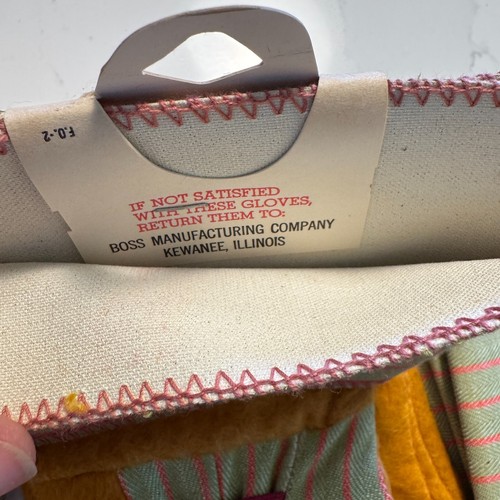 F.O.-2
IF NOT SATISFIED
WITH THESE GLOVES,
RETURN THEM TO:
BOSS MANUFACTURING COMPANY
KEWANEE, ILLINOIS